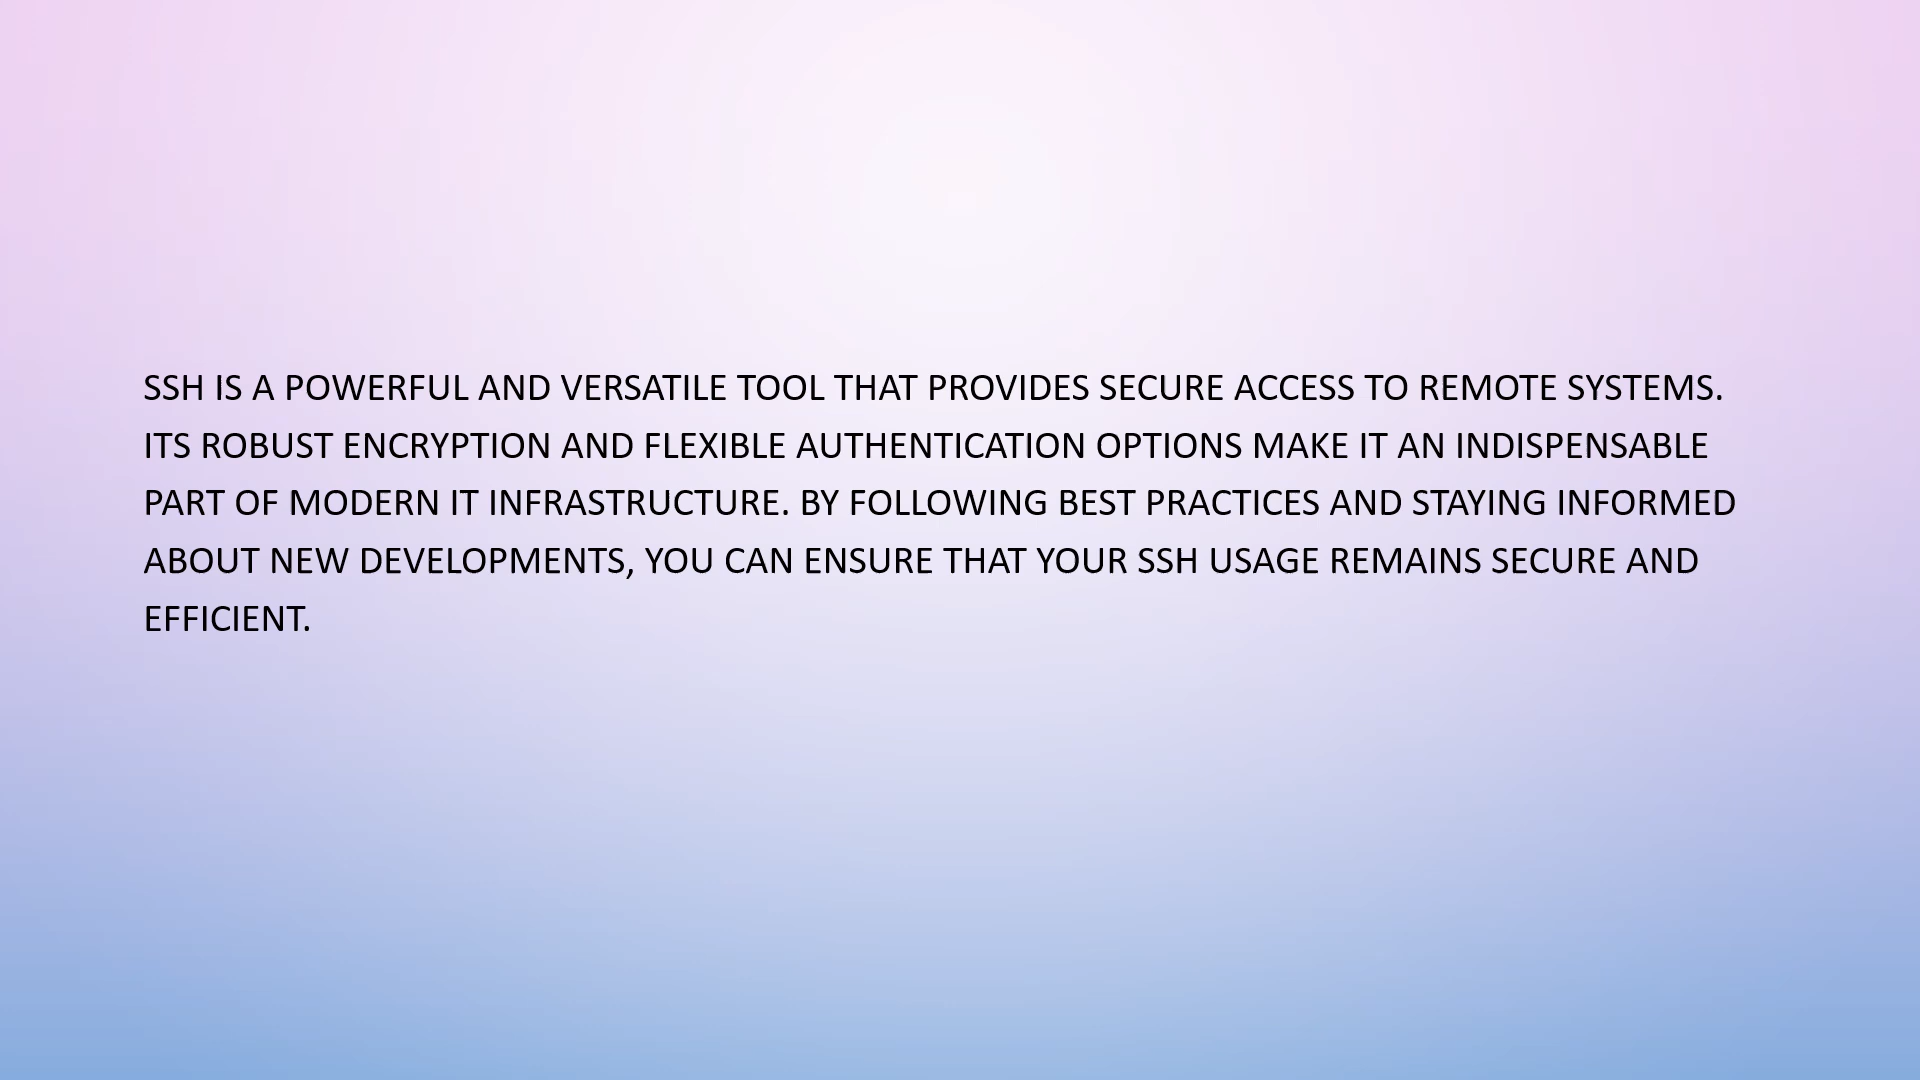 SSH IS A POWERFUL AND VERSATILE TOOL THAT PROVIDES SECURE ACCESS TO REMOTE SYSTEMS.
ITS ROBUST ENCRYPTION AND FLEXIBLE AUTHENTICATION OPTIONS MAKE IT AN INDISPENSABLE
PART OF MODERN IT INFRASTRUCTURE. BY FOLLOWING BEST PRACTICES AND STAYING INFORMED
ABOUT NEW DEVELOPMENTS, YOU CAN ENSURE THAT YOUR SSH USAGE REMAINS SECURE AND
EFFICIENT.